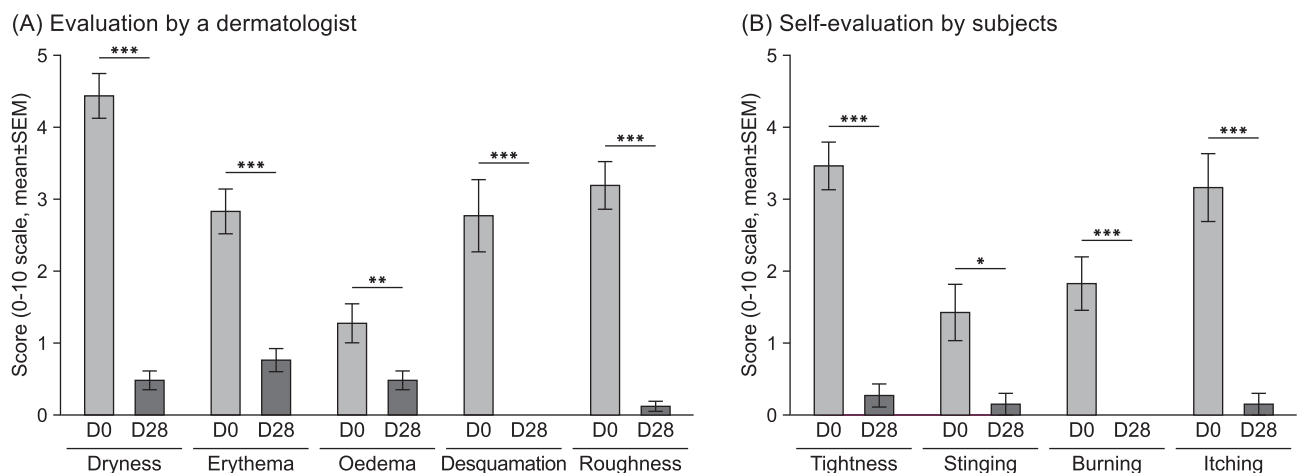 (A) Evaluation by a dermatologist
Score (0-10 scale, mean±SEM)
5
4
3
2
1
0
***
***
**
***
***
D0 D28 D0 D28 D0 D28 D0 D28 D0 D28
Dryness Erythema Oedema Desquamation Roughness
(B) Self-evaluation by subjects
Score (0-10 scale, mean±SEM)
5
4
3
2
1
0
***
*
***
***
D0 D28 D0 D28 D0 D28 D0 D28
Tightness Stinging Burning Itching